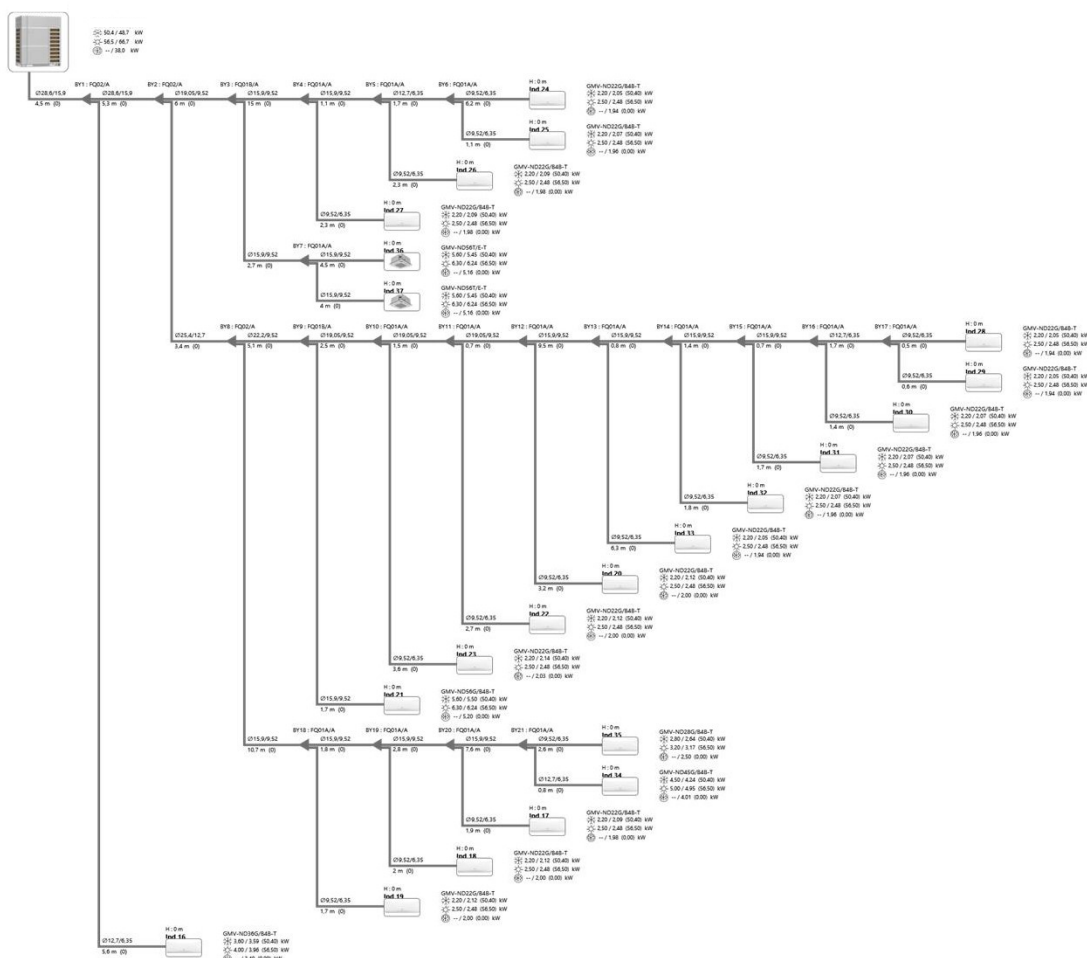 50.4 / 48.7 kW
56.5 / 66.7 kW
-- / 38.0 kW
BY1 : FQ02/A
BY2 : FQ02/A
BY3 : FQ01B/A
BY4 : FQ01A/A
BY5 : FQ01A/A
BY6 : FQ01A/A
Ø28,6/15,9
Ø28,6/15,9
Ø19,05/9,52
Ø15,9/9,52
Ø15,9/9,52
Ø12,7/6,35
Ø9,52/6,35
4,5 m (0)
5,3 m (0)
6 m (0)
15 m (0)
1,1 m (0)
1,7 m (0)
6,2 m (0)
H : 0 m
Ind 24
GMV-ND22G/B4B-T
2,20 / 2,05 (50,40) kW
2,50 / 2,48 (56,50) kW
-- / 1,94 (0,00) kW
Ø9,52/6,35
1,1 m (0)
H : 0 m
Ind 25
GMV-ND22G/B4B-T
2,20 / 2,07 (50,40) kW
2,50 / 2,48 (56,50) kW
-- / 1,96 (0,00) kW
Ø9,52/6,35
2,3 m (0)
H : 0 m
Ind 26
GMV-ND22G/B4B-T
2,20 / 2,09 (50,40) kW
2,50 / 2,48 (56,50) kW
-- / 1,98 (0,00) kW
Ø9,52/6,35
2,3 m (0)
H : 0 m
Ind 27
GMV-ND22G/B4B-T
2,20 / 2,09 (50,40) kW
2,50 / 2,48 (56,50) kW
-- / 1,98 (0,00) kW
BY7 : FQ01A/A
Ø15,9/9,52
Ø15,9/9,52
2,7 m (0)
4,5 m (0)
H : 0 m
Ind 36
GMV-ND56T/E-T
5,60 / 5,45 (50,40) kW
6,30 / 6,24 (56,50) kW
-- / 5,16 (0,00) kW
Ø15,9/9,52
4 m (0)
H : 0 m
Ind 37
GMV-ND56T/E-T
5,60 / 5,45 (50,40) kW
6,30 / 6,24 (56,50) kW
-- / 5,16 (0,00) kW
BY8 : FQ02/A
BY9 : FQ01B/A
BY10 : FQ01A/A
BY11 : FQ01A/A
BY12 : FQ01A/A
BY13 : FQ01A/A
BY14 : FQ01A/A
BY15 : FQ01A/A
BY16 : FQ01A/A
BY17 : FQ01A/A
Ø25,4/12,7
Ø22,2/9,52
Ø19,05/9,52
Ø19,05/9,52
Ø19,05/9,52
Ø15,9/9,52
Ø15,9/9,52
Ø15,9/9,52
Ø15,9/9,52
Ø12,7/6,35
Ø9,52/6,35
3,4 m (0)
5,1 m (0)
2,5 m (0)
1,5 m (0)
0,7 m (0)
9,5 m (0)
0,8 m (0)
1,4 m (0)
0,7 m (0)
1,7 m (0)
0,5 m (0)
H : 0 m
Ind 28
GMV-ND22G/B4B-T
2,20 / 2,05 (50,40) kW
2,50 / 2,48 (56,50) kW
-- / 1,94 (0,00) kW
Ø9,52/6,35
0,6 m (0)
H : 0 m
Ind 29
GMV-ND22G/B4B-T
2,20 / 2,05 (50,40) kW
2,50 / 2,48 (56,50) kW
-- / 1,94 (0,00) kW
Ø9,52/6,35
1,4 m (0)
H : 0 m
Ind 30
GMV-ND22G/B4B-T
2,20 / 2,07 (50,40) kW
2,50 / 2,48 (56,50) kW
-- / 1,96 (0,00) kW
Ø9,52/6,35
1,7 m (0)
H : 0 m
Ind 31
GMV-ND22G/B4B-T
2,20 / 2,07 (50,40) kW
2,50 / 2,48 (56,50) kW
-- / 1,96 (0,00) kW
Ø9,52/6,35
1,8 m (0)
H : 0 m
Ind 32
GMV-ND22G/B4B-T
2,20 / 2,07 (50,40) kW
2,50 / 2,48 (56,50) kW
-- / 1,96 (0,00) kW
Ø9,52/6,35
6,3 m (0)
H : 0 m
Ind 33
GMV-ND22G/B4B-T
2,20 / 2,05 (50,40) kW
2,50 / 2,48 (56,50) kW
-- / 1,94 (0,00) kW
Ø9,52/6,35
3,2 m (0)
H : 0 m
Ind 20
GMV-ND22G/B4B-T
2,20 / 2,12 (50,40) kW
2,50 / 2,48 (56,50) kW
-- / 2,00 (0,00) kW
Ø9,52/6,35
2,7 m (0)
H : 0 m
Ind 22
GMV-ND22G/B4B-T
2,20 / 2,12 (50,40) kW
2,50 / 2,48 (56,50) kW
-- / 2,00 (0,00) kW
Ø9,52/6,35
3,6 m (0)
H : 0 m
Ind 23
GMV-ND22G/B4B-T
2,20 / 2,14 (50,40) kW
2,50 / 2,48 (56,50) kW
-- / 2,03 (0,00) kW
Ø15,9/9,52
1,7 m (0)
H : 0 m
Ind 21
GMV-ND56G/B4B-T
5,60 / 5,50 (50,40) kW
6,30 / 6,24 (56,50) kW
-- / 5,20 (0,00) kW
BY18 : FQ01A/A
BY19 : FQ01A/A
BY20 : FQ01A/A
BY21 : FQ01A/A
Ø15,9/9,52
Ø15,9/9,52
Ø15,9/9,52
Ø15,9/9,52
Ø9,52/6,35
10,7 m (0)
1,8 m (0)
2,8 m (0)
7,6 m (0)
2,6 m (0)
H : 0 m
Ind 35
GMV-ND28G/B4B-T
2,80 / 2,64 (50,40) kW
3,20 / 3,17 (56,50) kW
-- / 2,50 (0,00) kW
Ø12,7/6,35
0,8 m (0)
H : 0 m
Ind 34
GMV-ND45G/B4B-T
4,50 / 4,24 (50,40) kW
5,00 / 4,95 (56,50) kW
-- / 4,01 (0,00) kW
Ø9,52/6,35
1,9 m (0)
H : 0 m
Ind 17
GMV-ND22G/B4B-T
2,20 / 2,09 (50,40) kW
2,50 / 2,48 (56,50) kW
-- / 1,98 (0,00) kW
Ø9,52/6,35
2 m (0)
H : 0 m
Ind 18
GMV-ND22G/B4B-T
2,20 / 2,12 (50,40) kW
2,50 / 2,48 (56,50) kW
-- / 2,00 (0,00) kW
Ø9,52/6,35
1,7 m (0)
H : 0 m
Ind 19
GMV-ND22G/B4B-T
2,20 / 2,12 (50,40) kW
2,50 / 2,48 (56,50) kW
-- / 2,00 (0,00) kW
Ø12,7/6,35
5,6 m (0)
H : 0 m
Ind 16
GMV-ND36G/B4B-T
3,60 / 3,59 (50,40) kW
4,00 / 3,96 (56,50) kW